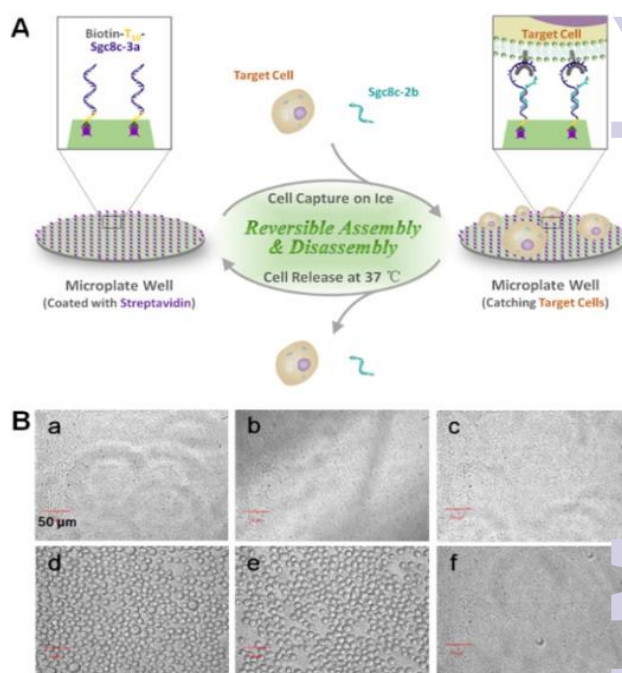 A
Biotin-T10-
Sgc8c-3a
Target Cell
Sgc8c-2b
Target Cell
Cell Capture on Ice
Reversible Assembly
& Disassembly
Cell Release at 37 ℃
Microplate Well
(Coated with Streptavidin)
Microplate Well
(Catching Target Cells)
B
a
b
c
50 μm
d
e
f